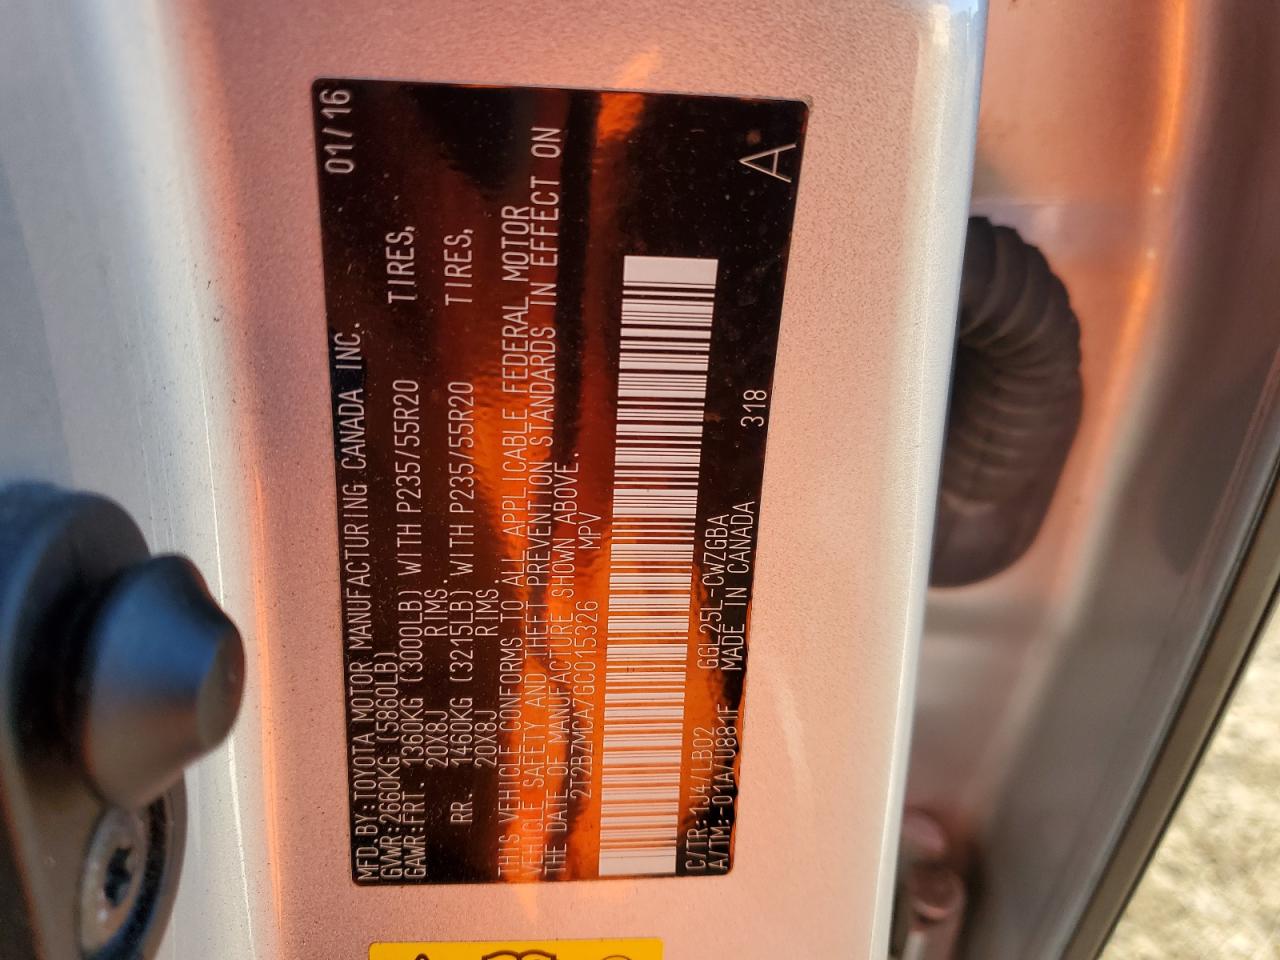 MFD.BY:TOYOTA MOTOR MANUFACTURING CANADA INC. 01/16
GVWR:2660KG (5860LB)
GAWR:FRT. 1360KG (3000LB) WITH P235/55R20 TIRES,
20X8J RIMS.
RR. 1460KG (3215LB) WITH P235/55R20 TIRES,
20X8J RIMS.
THIS VEHICLE CONFORMS TO ALL APPLICABLE FEDERAL MOTOR
VEHICLE SAFETY AND THEFT PREVENTION STANDARDS IN EFFECT ON
THE DATE OF MANUFACTURE SHOWN ABOVE.
2T2BZMCA7GC015326 MPV
C/TR:1J4/LB02 GGL25L-CWZGBA 318
A/TM:-01A/U881F MADE IN CANADA A